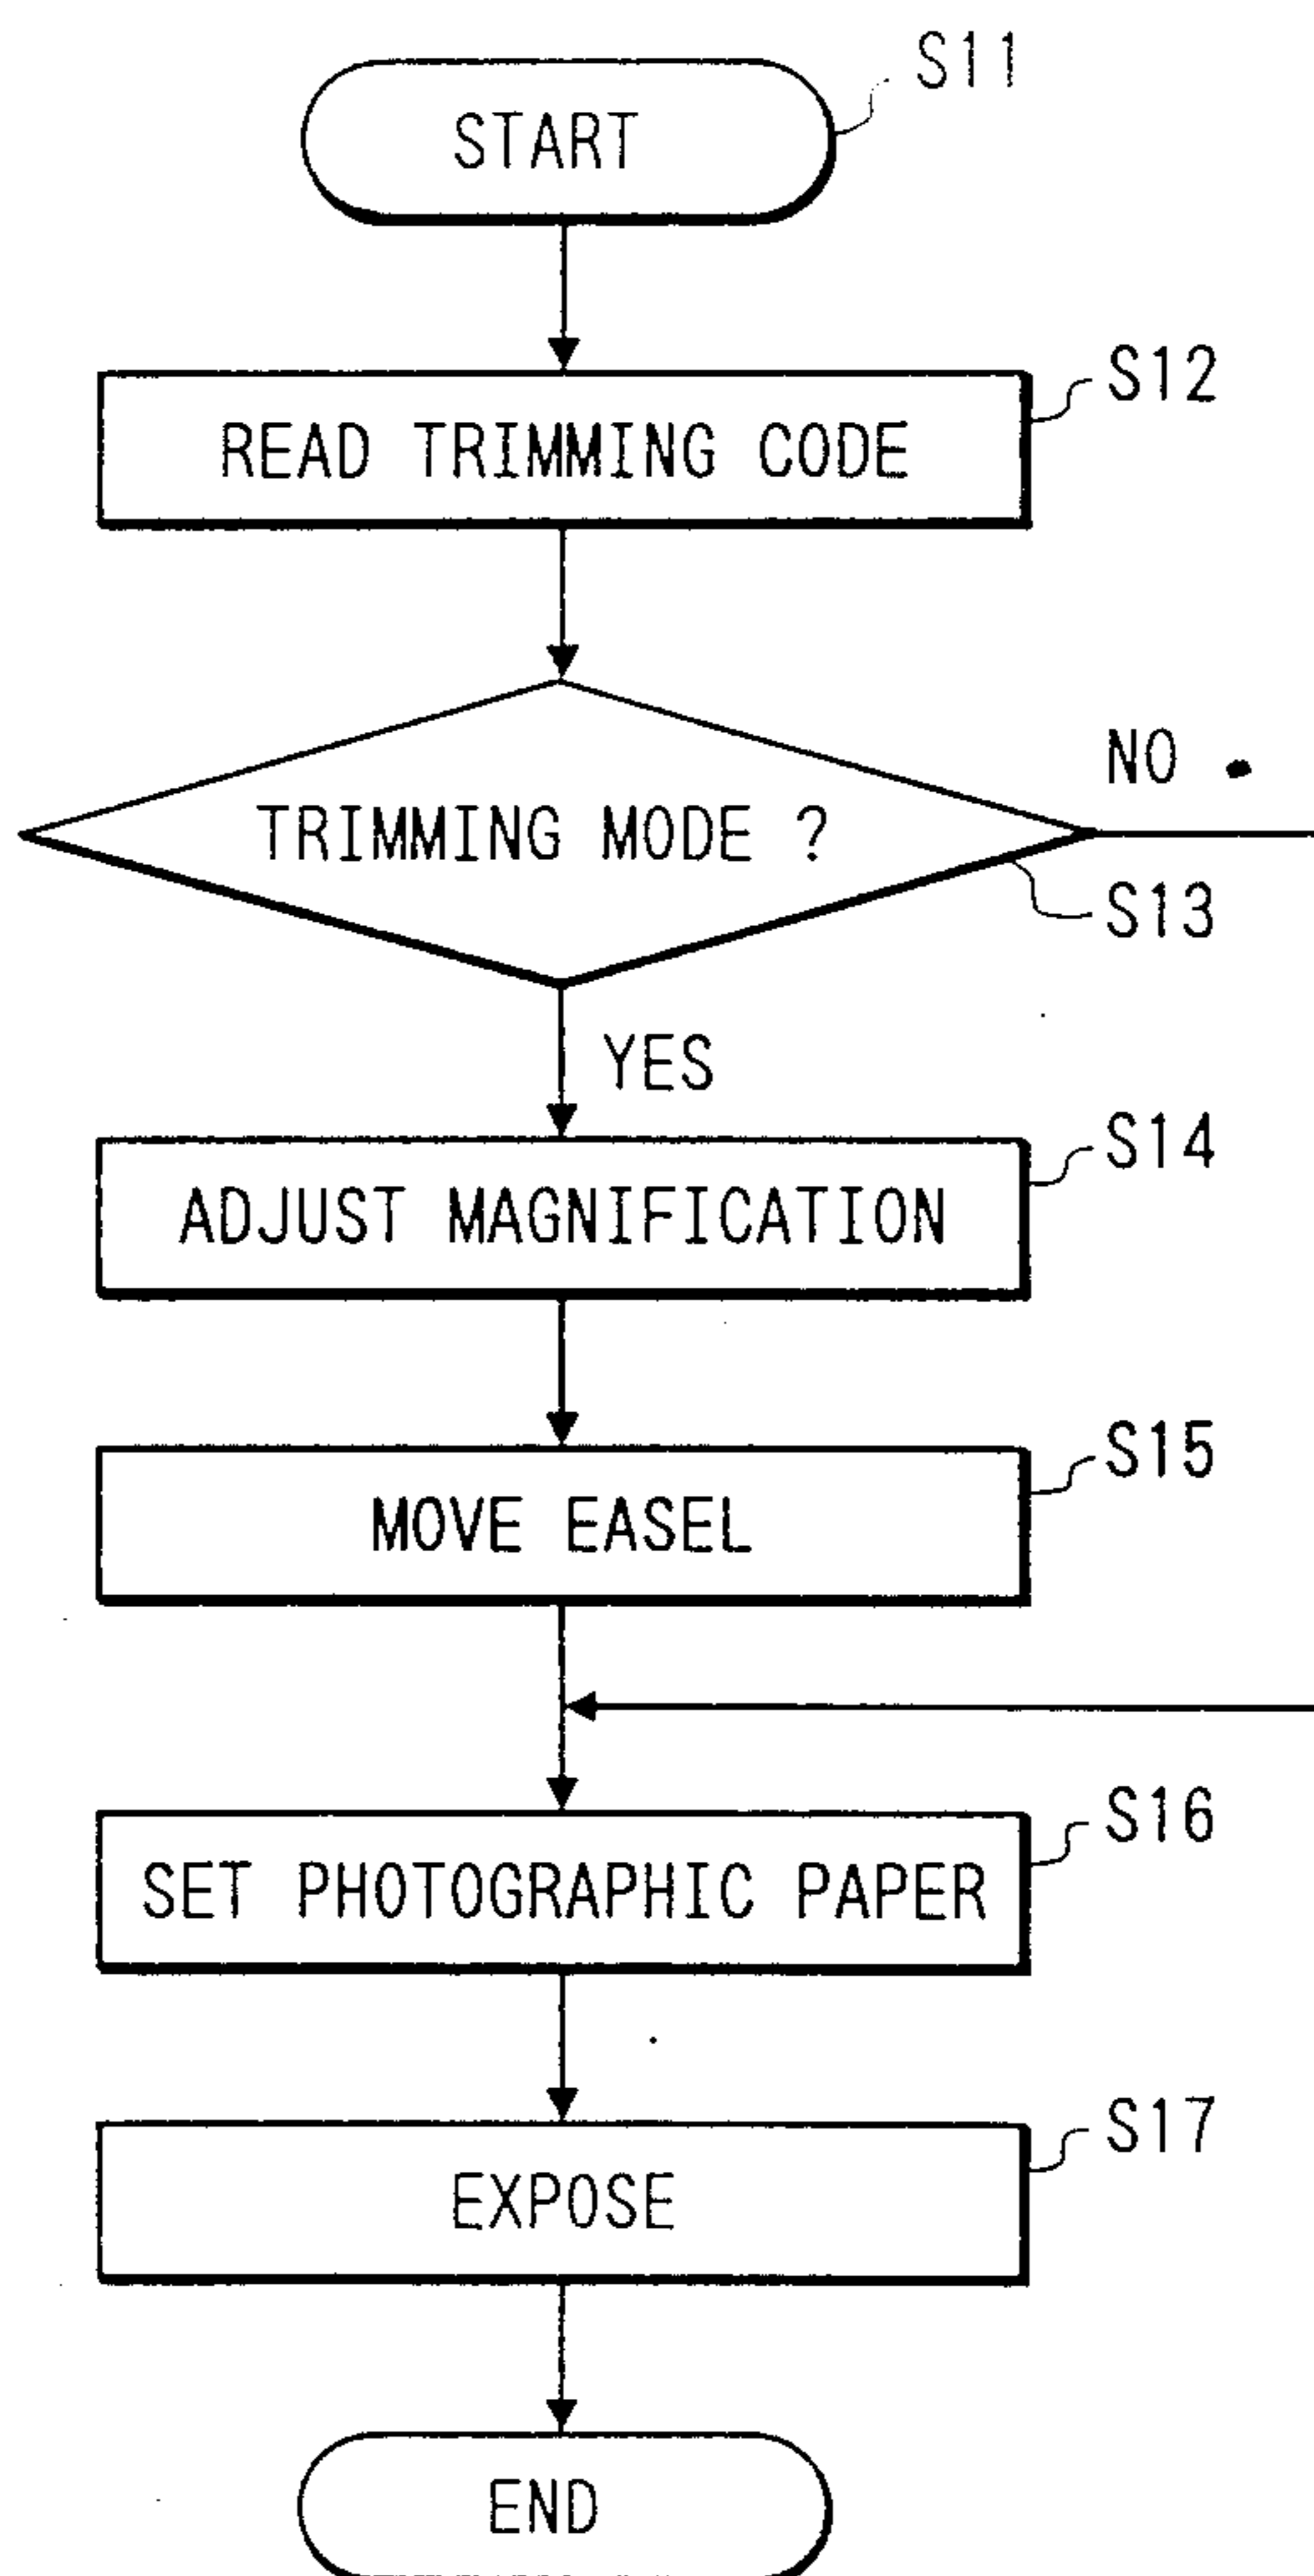 S11
START
S12
READ TRIMMING CODE
NO
TRIMMING MODE ?
S13
YES
S14
ADJUST MAGNIFICATION
S15
MOVE EASEL
S16
SET PHOTOGRAPHIC PAPER
S17
EXPOSE
END